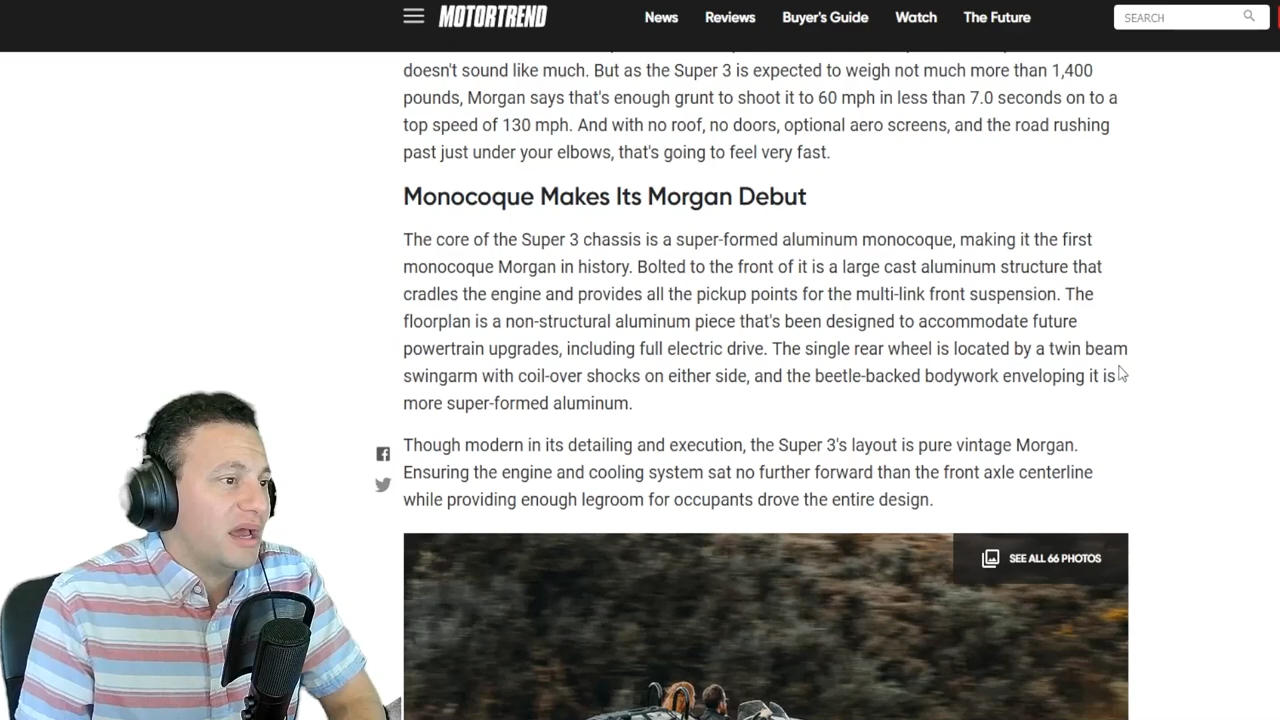 MOTORTREND
News Reviews Buyer's Guide Watch The Future
SEARCH
doesn't sound like much. But as the Super 3 is expected to weigh not much more than 1,400
pounds, Morgan says that's enough grunt to shoot it to 60 mph in less than 7.0 seconds on to a
top speed of 130 mph. And with no roof, no doors, optional aero screens, and the road rushing
past just under your elbows, that's going to feel very fast.
Monocoque Makes Its Morgan Debut
The core of the Super 3 chassis is a super-formed aluminum monocoque, making it the first
monocoque Morgan in history. Bolted to the front of it is a large cast aluminum structure that
cradles the engine and provides all the pickup points for the multi-link front suspension. The
floorplan is a non-structural aluminum piece that's been designed to accommodate future
powertrain upgrades, including full electric drive. The single rear wheel is located by a twin beam
swingarm with coil-over shocks on either side, and the beetle-backed bodywork enveloping it is
more super-formed aluminum.
Though modern in its detailing and execution, the Super 3's layout is pure vintage Morgan.
Ensuring the engine and cooling system sat no further forward than the front axle centerline
while providing enough legroom for occupants drove the entire design.
SEE ALL 66 PHOTOS